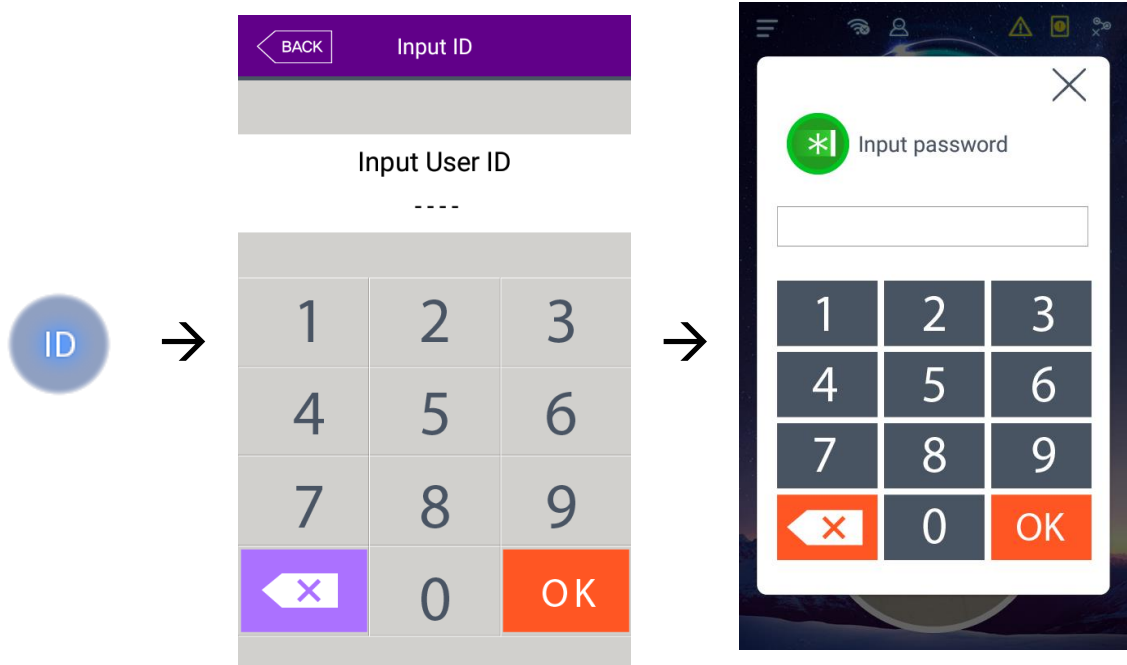 ID
BACK
Input ID
Input User ID
----
1 2 3
4 5 6
7 8 9
0 OK
Input password
1 2 3
4 5 6
7 8 9
0 OK